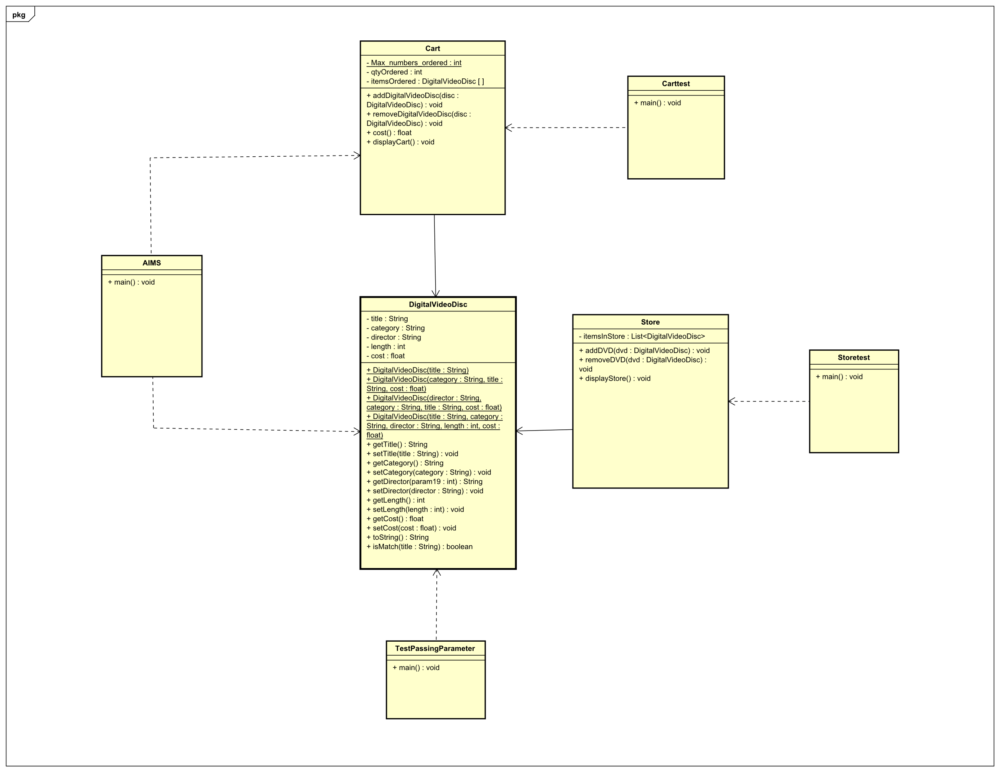 pkg
Cart
- Max_numbers_ordered : int
- qtyOrdered : int
- itemsOrdered : DigitalVideoDisc [ ]
+ addDigitalVideoDisc(disc :
DigitalVideoDisc) : void
+ removeDigitalVideoDisc(disc :
DigitalVideoDisc) : void
+ cost() : float
+ displayCart() : void
Carttest
+ main() : void
AIMS
+ main() : void
DigitalVideoDisc
- title : String
- category : String
- director : String
- length : int
- cost : float
+ DigitalVideoDisc(title : String)
+ DigitalVideoDisc(category : String, title :
String, cost : float)
+ DigitalVideoDisc(director : String,
category : String, title : String, cost : float)
+ DigitalVideoDisc(title : String, category :
String, director : String, length : int, cost :
float)
+ getTitle() : String
+ setTitle(title : String) : void
+ getCategory() : String
+ setCategory(category : String) : void
+ getDirector(param19 : int) : String
+ setDirector(director : String) : void
+ getLength() : int
+ setLength(length : int) : void
+ getCost() : float
+ setCost(cost : float) : void
+ toString() : String
+ isMatch(title : String) : boolean
Store
- itemsInStore : List<DigitalVideoDisc>
+ addDVD(dvd : DigitalVideoDisc) : void
+ removeDVD(dvd : DigitalVideoDisc) :
void
+ displayStore() : void
Storetest
+ main() : void
TestPassingParameter
+ main() : void